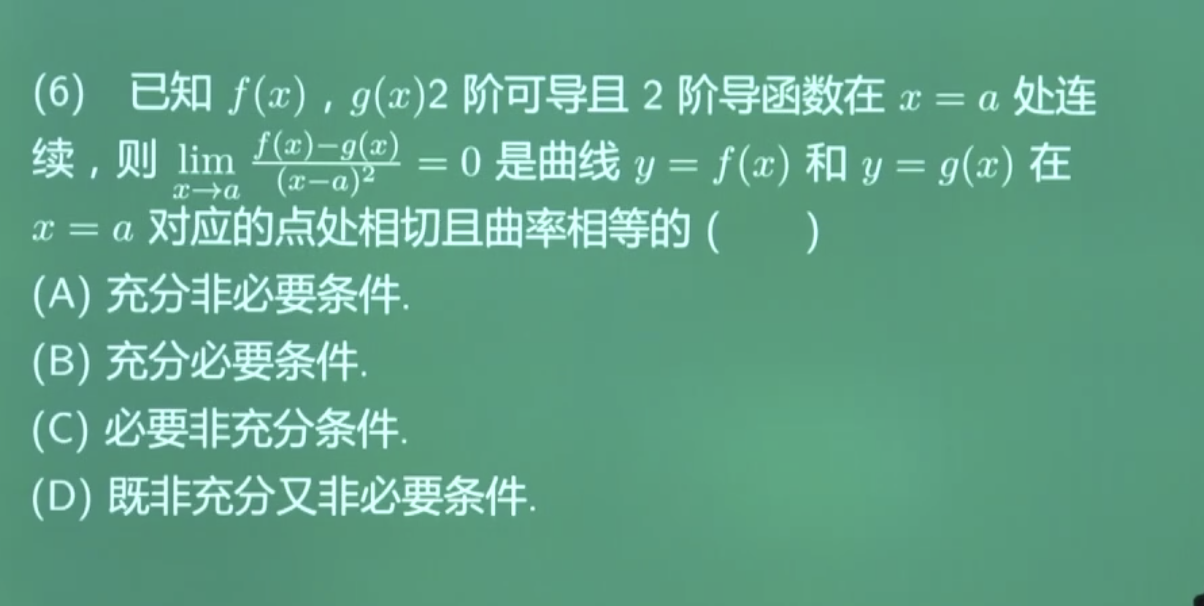 (6) 已知 f(x),g(x)2 阶可导且 2 阶导函数在 x = a 处连
续,则 \lim_{x→a} \frac{f(x)−g(x)}{(x−a)^2} = 0 是曲线 y = f(x) 和 y = g(x) 在
x = a 对应的点处相切且曲率相等的 ( )
(A) 充分非必要条件.
(B) 充分必要条件.
(C) 必要非充分条件.
(D) 既非充分又非必要条件.